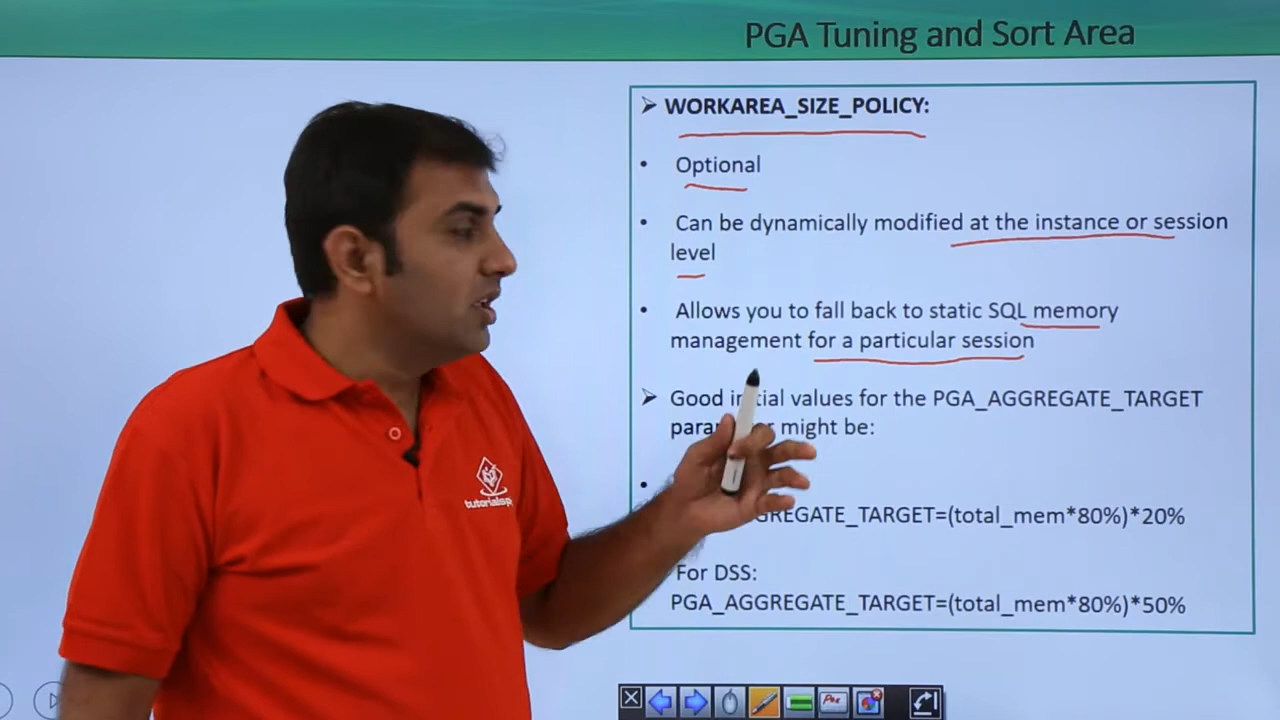 PGA Tuning and Sort Area
➢ WORKAREA_SIZE_POLICY:
• Optional
• Can be dynamically modified at the instance or session
level
• Allows you to fall back to static SQL memory
management for a particular session
➢ Good initial values for the PGA_AGGREGATE_TARGET
might be:
•
GREGATE_TARGET=(total_mem*80%)*20%
For DSS:
PGA_AGGREGATE_TARGET=(total_mem*80%)*50%
tutorialsp